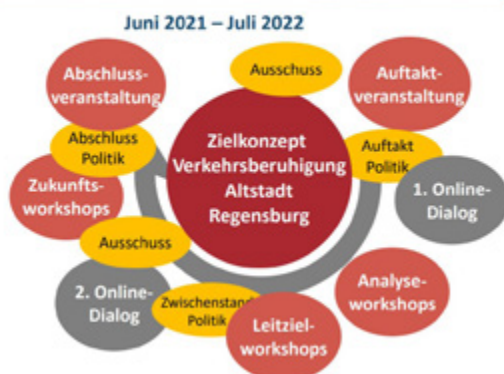 Juni 2021 – Juli 2022
Ausschuss
Auftakt-
veranstaltung
Auftakt
Politik
1. Online-
Dialog
Analyse-
workshops
Leitziel-
workshops
Zwischenstand
Politik
2. Online-
Dialog
Ausschuss
Zukunfts-
workshops
Abschluss
Politik
Abschluss-
veranstaltung
Zielkonzept
Verkehrsberuhigung
Altstadt
Regensburg